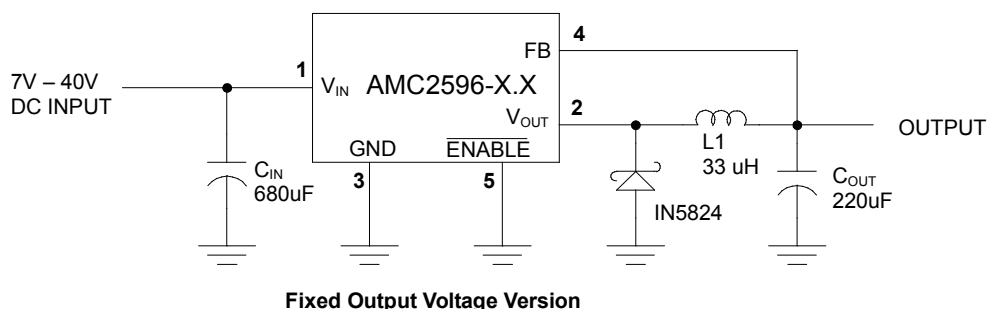 7V – 40V
DC INPUT
1
VIN
AMC2596-X.X
FB
4
VOUT
2
GND
ENABLE
3
5
CIN
680uF
L1
33 uH
OUTPUT
IN5824
COUT
220uF
Fixed Output Voltage Version